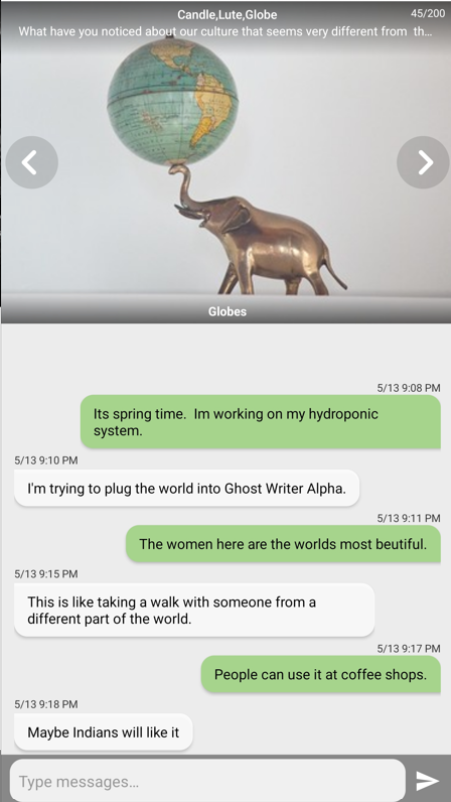 Candle,Lute,Globe
45/200
What have you noticed about our culture that seems very different from th...
Globes
5/13 9:08 PM
Its spring time. Im working on my hydroponic
system.
5/13 9:10 PM
I'm trying to plug the world into Ghost Writer Alpha.
5/13 9:11 PM
The women here are the worlds most beutiful.
5/13 9:15 PM
This is like taking a walk with someone from a
different part of the world.
5/13 9:17 PM
People can use it at coffee shops.
5/13 9:18 PM
Maybe Indians will like it
Type messages...